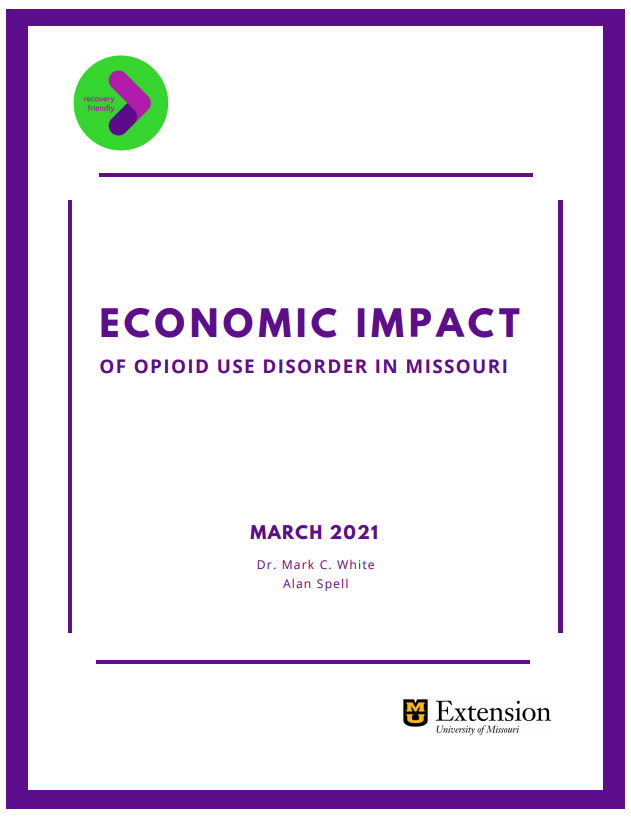 recovery
friendly
ECONOMIC IMPACT
OF OPIOID USE DISORDER IN MISSOURI
MARCH 2021
Dr. Mark C. White
Alan Spell
MU Extension
University of Missouri